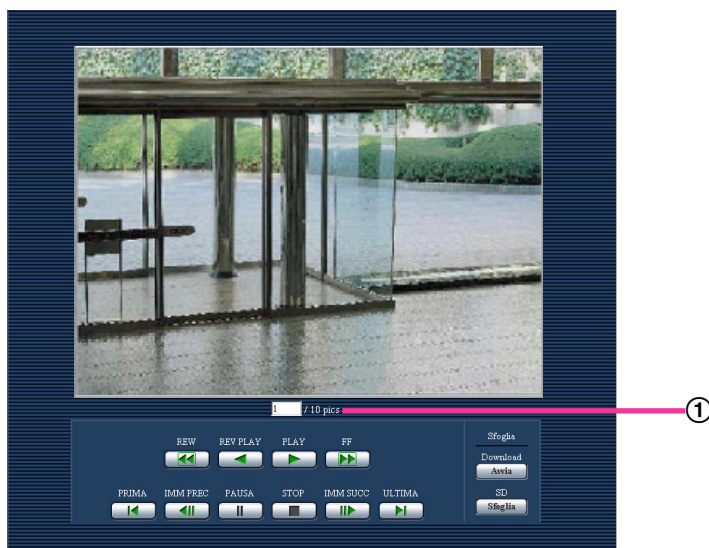 1 / 10 pics
①
REW REV PLAY PLAY FF
PRIMA IMM PREC PAUSA STOP IMM SUCC ULTIMA
Sfoglia
Download
Avvia
SD
Sfoglia